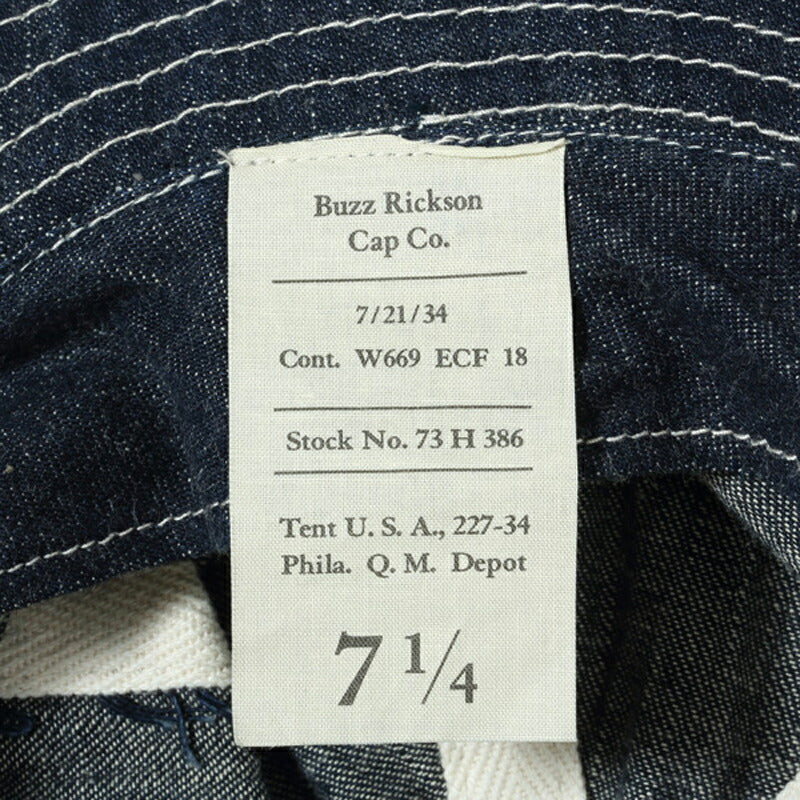 Buzz Rickson
Cap Co.
7/21/34
Cont. W669 ECF 18
Stock No. 73 H 386
Tent U. S. A., 227-34
Phila. Q. M. Depot
7 1/4